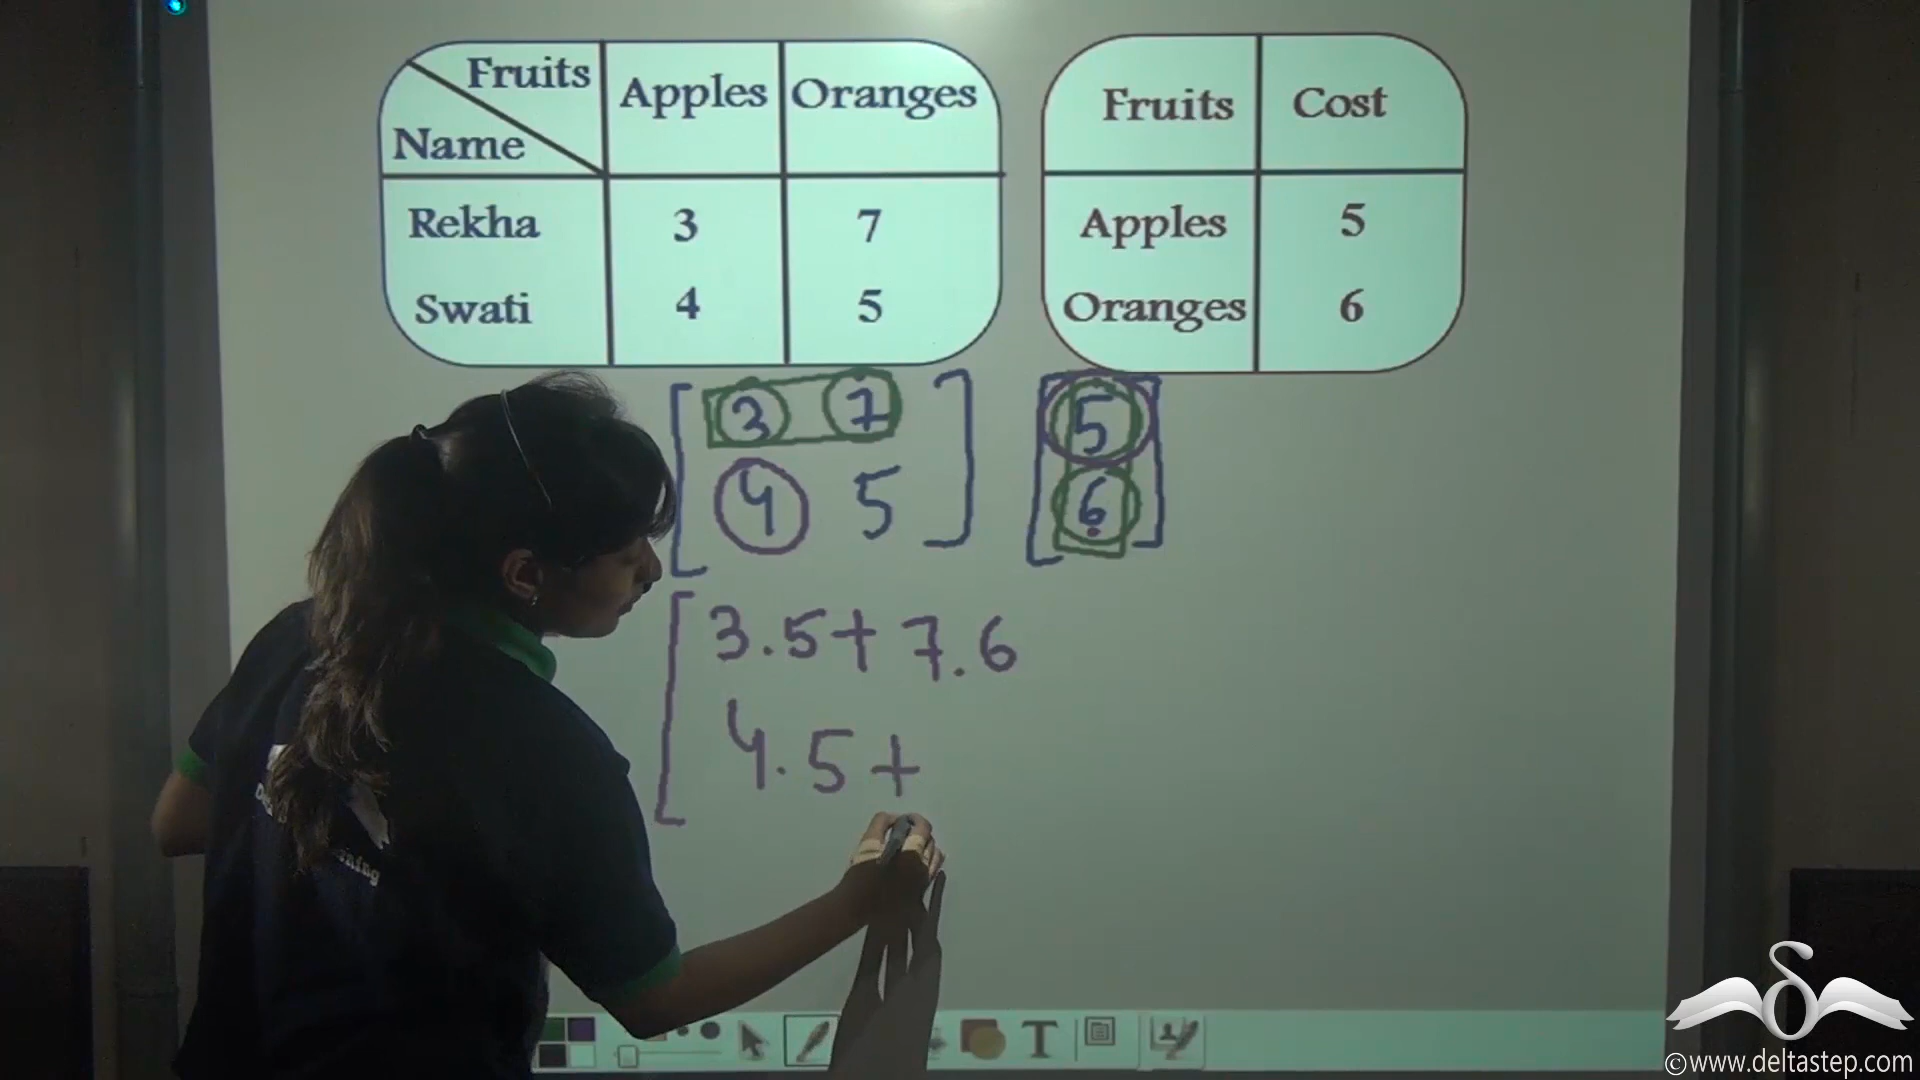 Fruits Apples Oranges
Name
Rekha 3 7
Swati 4 5
Fruits Cost
Apples 5
Oranges 6
[3 7] [5]
[4 5] [6]
[3.5+7.6
4.5+
T
©www.deltastep.com